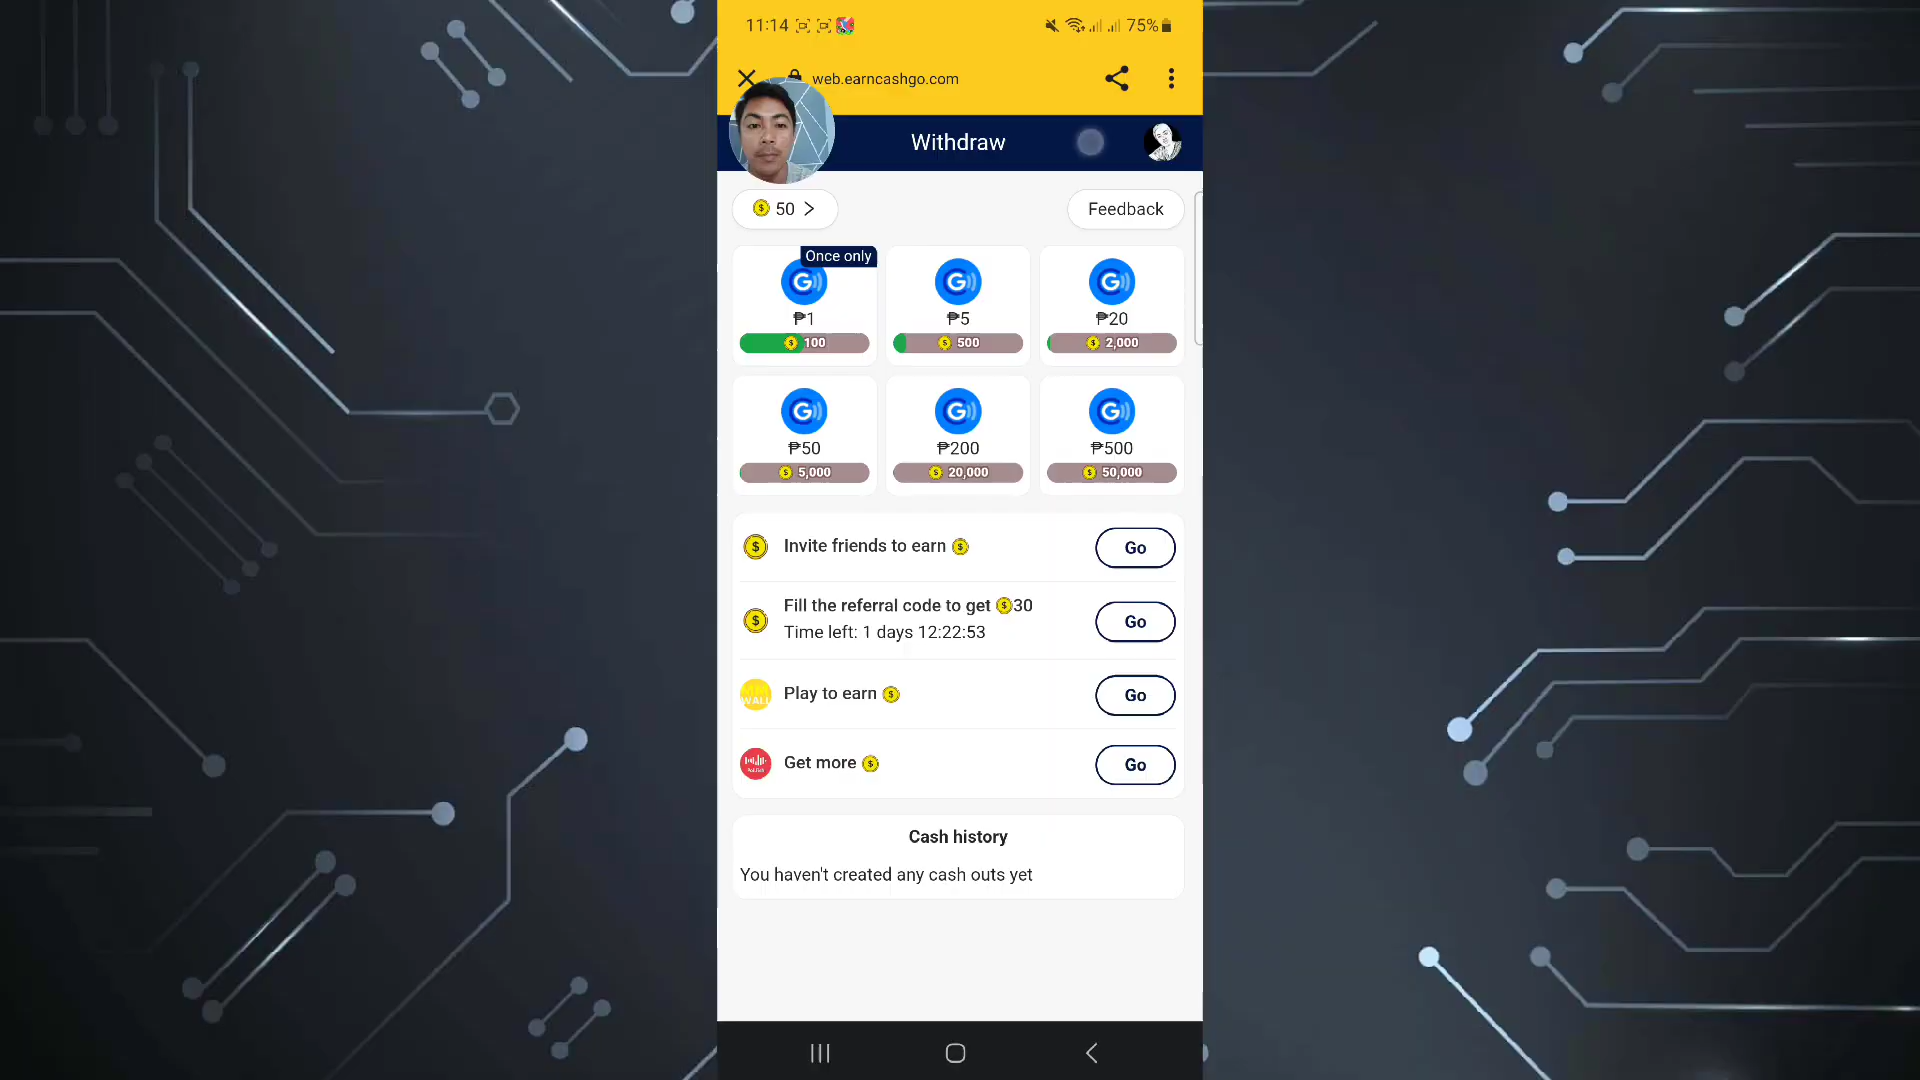 11:14
75%
web.earncashgo.com
Withdraw
50
Feedback
Once only
₱1
100
₱5
500
₱20
2,000
₱50
5,000
₱200
20,000
₱500
50,000
Invite friends to earn
Go
Fill the referral code to get 30
Time left: 1 days 12:22:53
Go
Play to earn
Go
WALL
Get more
Go
Cash history
You haven't created any cash outs yet